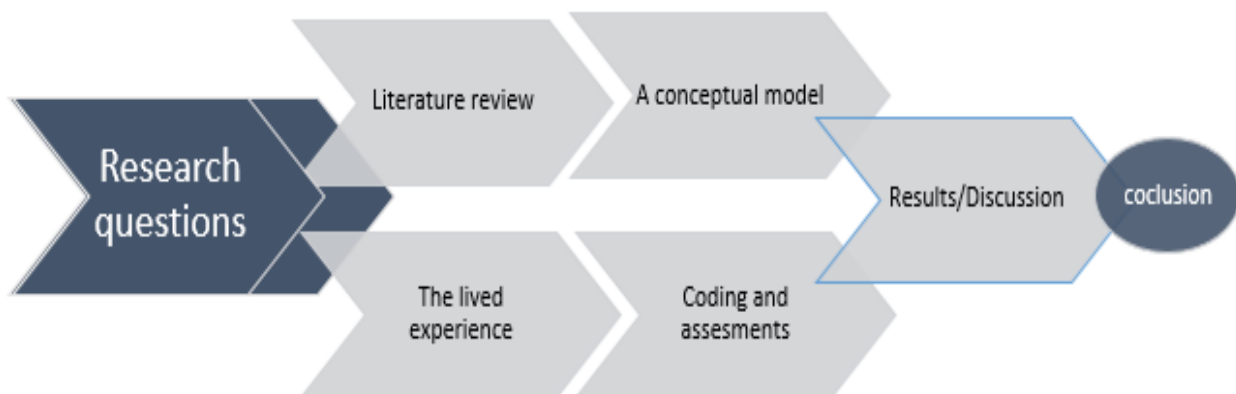 Research
questions
Literature review
A conceptual model
The lived
experience
Coding and
assesments
Results/Discussion
coclusion